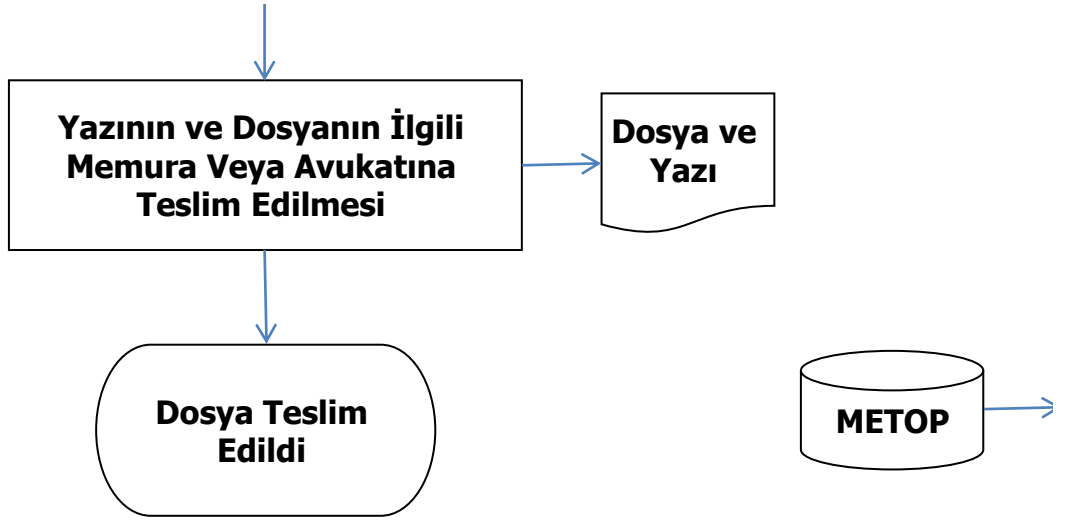 Yazının ve Dosyanın İlgili
Memura Veya Avukatına
Teslim Edilmesi
Dosya ve
Yazı
Dosya Teslim
Edildi
METOP